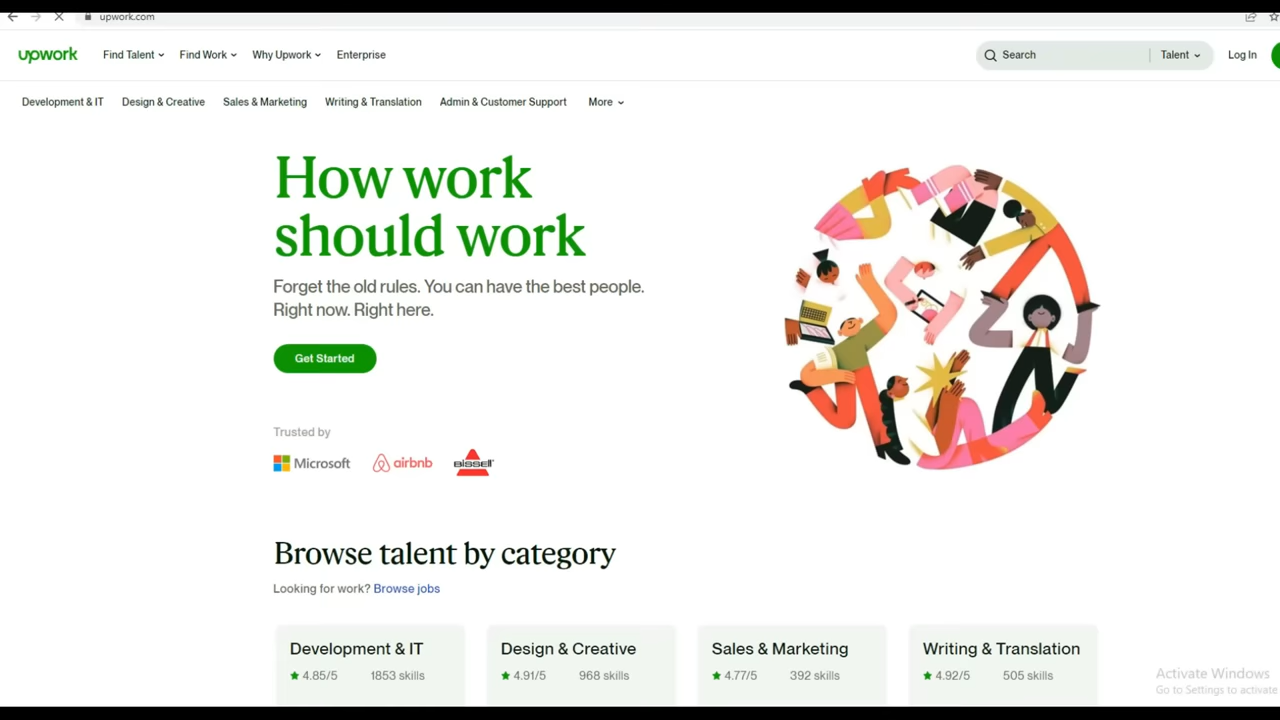 upwork.com
upwork Find Talent Find Work Why Upwork Enterprise Search Talent Log In
Development & IT Design & Creative Sales & Marketing Writing & Translation Admin & Customer Support More
How work
should work
Forget the old rules. You can have the best people.
Right now. Right here.
Get Started
Trusted by
Microsoft airbnb BISSELL
Browse talent by category
Looking for work? Browse jobs
Development & IT Design & Creative Sales & Marketing Writing & Translation
4.85/5 1853 skills 4.91/5 968 skills 4.77/5 392 skills 4.92/5 505 skills
Activate Windows
Go to Settings to activate